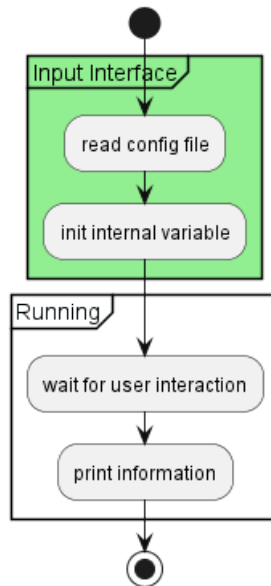 Input Interface
read config file
init internal variable
Running
wait for user interaction
print information